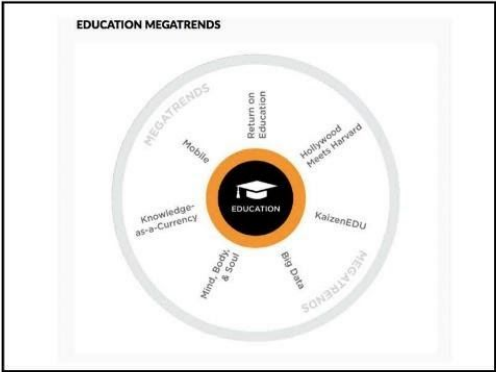 EDUCATION MEGATRENDS
MEGATRENDS
Return on
Education
Hollywood
Meets Harvard
KaizenEDU
Big Data
Mind, Body,
& Soul
Knowledge-
as-a-Currency
Mobile
EDUCATION
MEGATRENDS